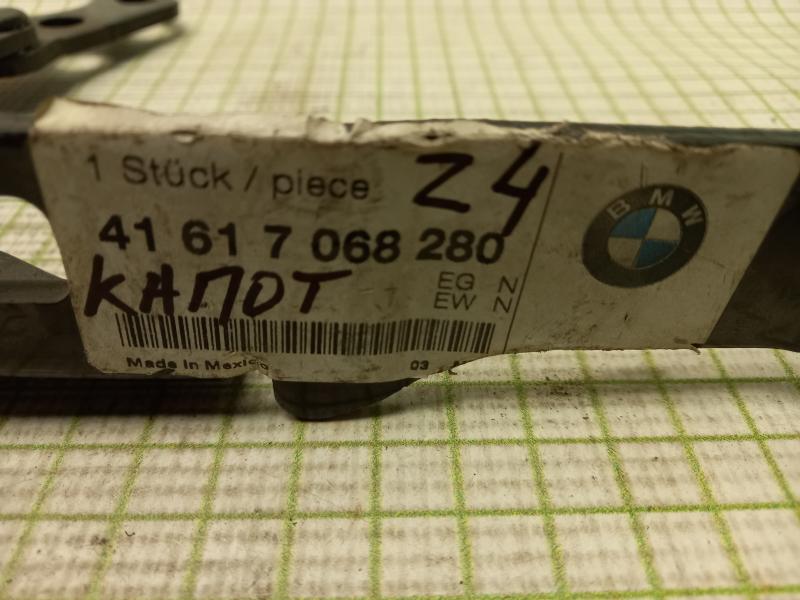 1 Stück / piece
Z4
41 61 7 068 280
EG N
EW N
КАПОТ
Made in Mexico
03
BMW